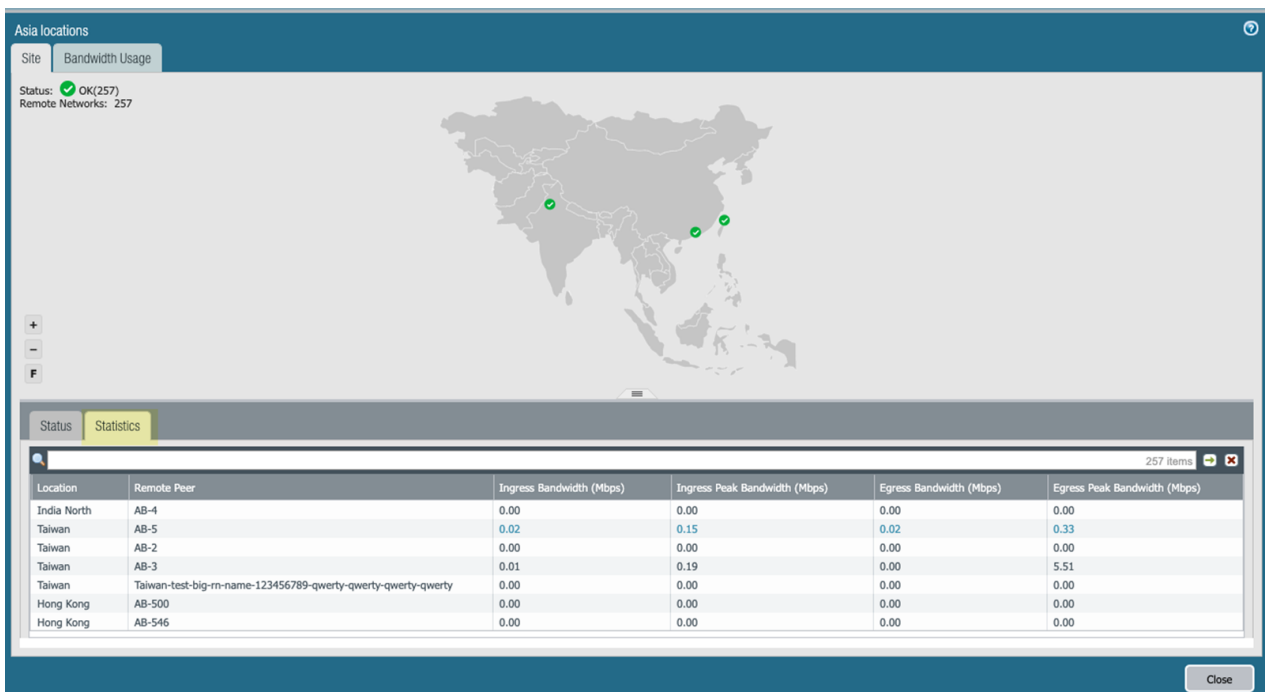 Asia locations
Site Bandwidth Usage
Status: OK(257)
Remote Networks: 257
+
−
F
Status Statistics
257 items
Location Remote Peer Ingress Bandwidth (Mbps) Ingress Peak Bandwidth (Mbps) Egress Bandwidth (Mbps) Egress Peak Bandwidth (Mbps)
India North AB-4 0.00 0.00 0.00 0.00
Taiwan AB-5 0.02 0.15 0.02 0.33
Taiwan AB-2 0.00 0.00 0.00 0.00
Taiwan AB-3 0.01 0.19 0.00 5.51
Taiwan Taiwan-test-big-rn-name-123456789-qwerty-qwerty-qwerty-qwerty 0.00 0.00 0.00 0.00
Hong Kong AB-500 0.00 0.00 0.00 0.00
Hong Kong AB-546 0.00 0.00 0.00 0.00
Close